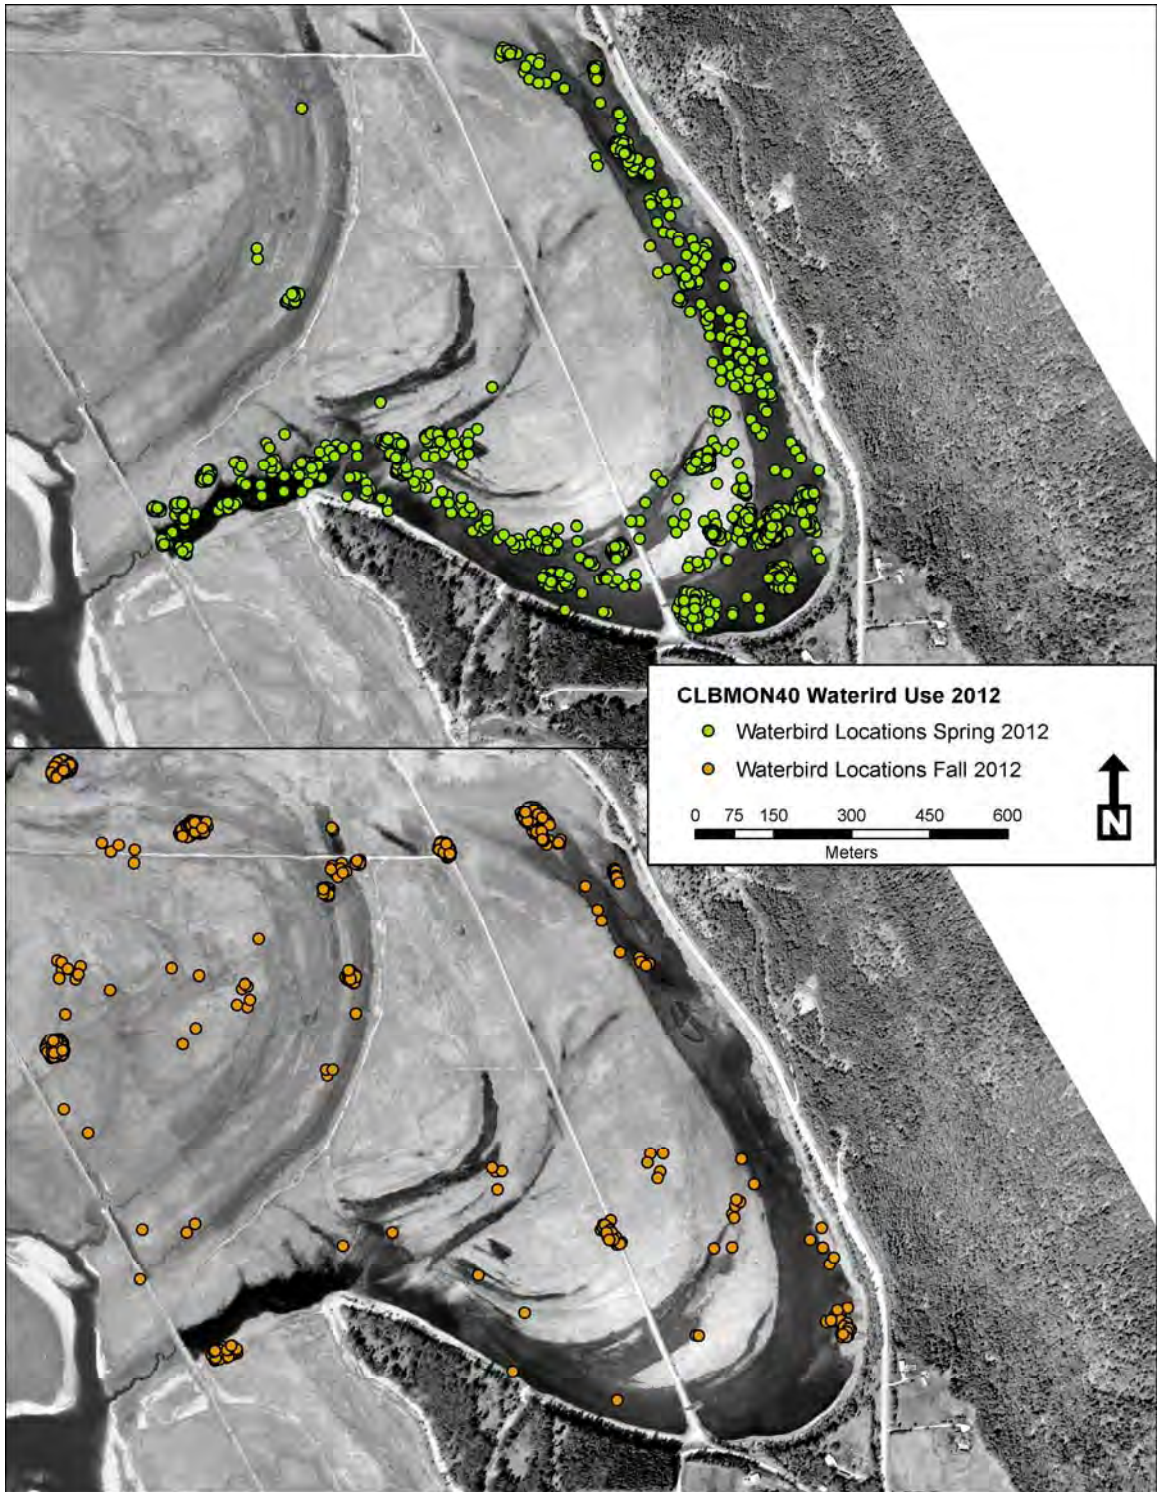 CLBMON40 Waterird Use 2012
Waterbird Locations Spring 2012
Waterbird Locations Fall 2012
0 75 150 300 450 600
Meters
N